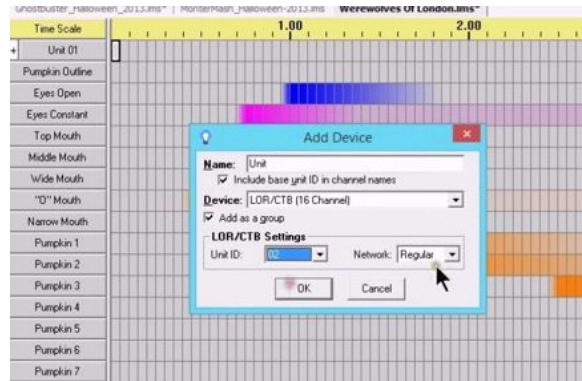 Ghostbuster_Halloween_2013.lms* MonsterMash_Halloween-2013.lms Werewolves Of London.lms*
Time Scale 1.00 2.00
+ Unit 01
Pumpkin Outline
Eyes Open
Eyes Constant
Top Mouth
Middle Mouth
Wide Mouth
"O" Mouth
Narrow Mouth
Pumpkin 1
Pumpkin 2
Pumpkin 3
Pumpkin 4
Pumpkin 5
Pumpkin 6
Pumpkin 7
Add Device
Name: Unit
Include base unit ID in channel names
Device: LOR/CTB (16 Channel)
Add as a group
LOR/CTB Settings
Unit ID: 02 Network: Regular
OK Cancel